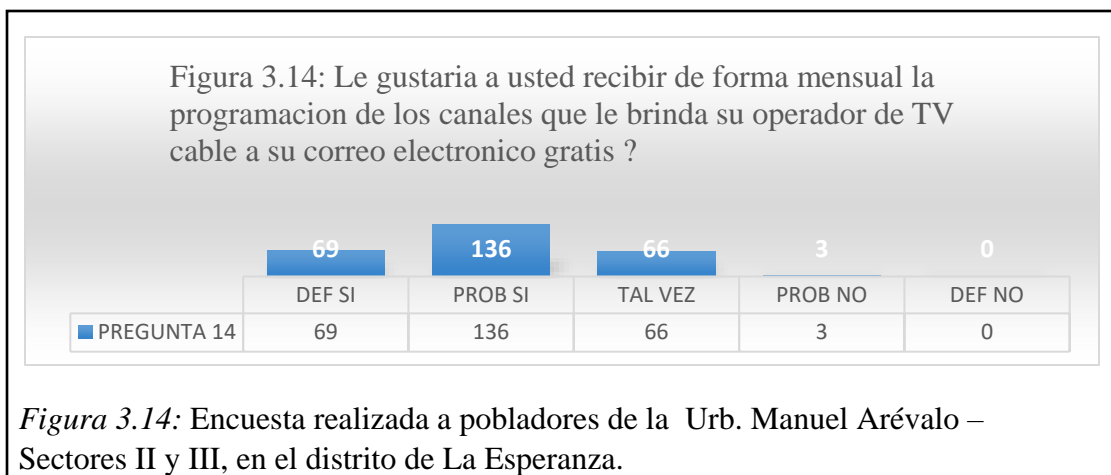 Figura 3.14: Le gustaria a usted recibir de forma mensual la
programacion de los canales que le brinda su operador de TV
cable a su correo electronico gratis ?
69 136 66 3 0
DEF SI PROB SI TAL VEZ PROB NO DEF NO
PREGUNTA 14 69 136 66 3 0
Figura 3.14: Encuesta realizada a pobladores de la Urb. Manuel Arévalo –
Sectores II y III, en el distrito de La Esperanza.